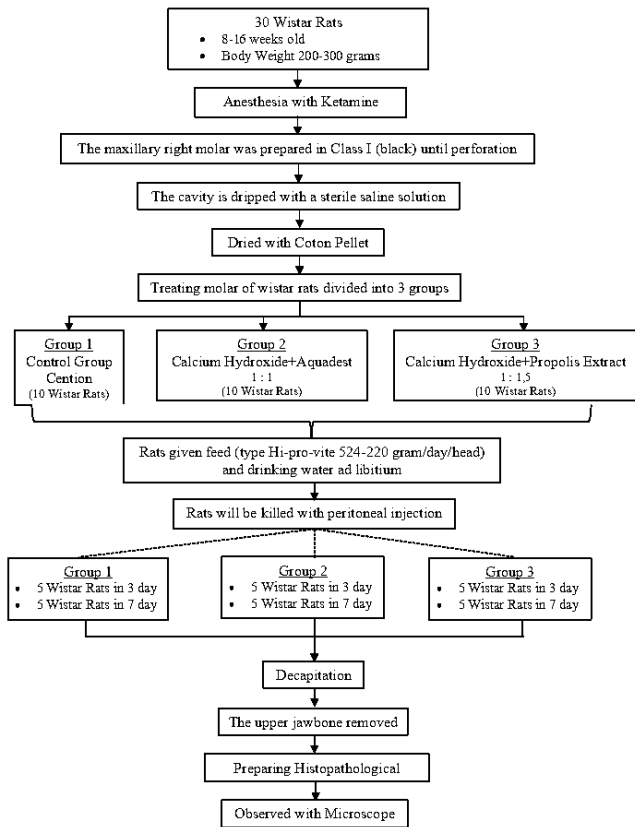 30 Wistar Rats
• 8-16 weeks old
• Body Weight 200-300 grams
Anesthesia with Ketamine
The maxillary right molar was prepared in Class I (black) until perforation
The cavity is dripped with a sterile saline solution
Dried with Coton Pellet
Treating molar of wistar rats divided into 3 groups
Group 1
Control Group
Cention
(10 Wistar Rats)
Group 2
Calcium Hydroxide+Aquadest
1 : 1
(10 Wistar Rats)
Group 3
Calcium Hydroxide+Propolis Extract
1 : 1,5
(10 Wistar Rats)
Rats given feed (type Hi-pro-vite 524-220 gram/day/head)
and drinking water ad libitium
Rats will be killed with peritoneal injection
Group 1
• 5 Wistar Rats in 3 day
• 5 Wistar Rats in 7 day
Group 2
• 5 Wistar Rats in 3 day
• 5 Wistar Rats in 7 day
Group 3
• 5 Wistar Rats in 3 day
• 5 Wistar Rats in 7 day
Decapitation
The upper jawbone removed
Preparing Histopathological
Observed with Microscope